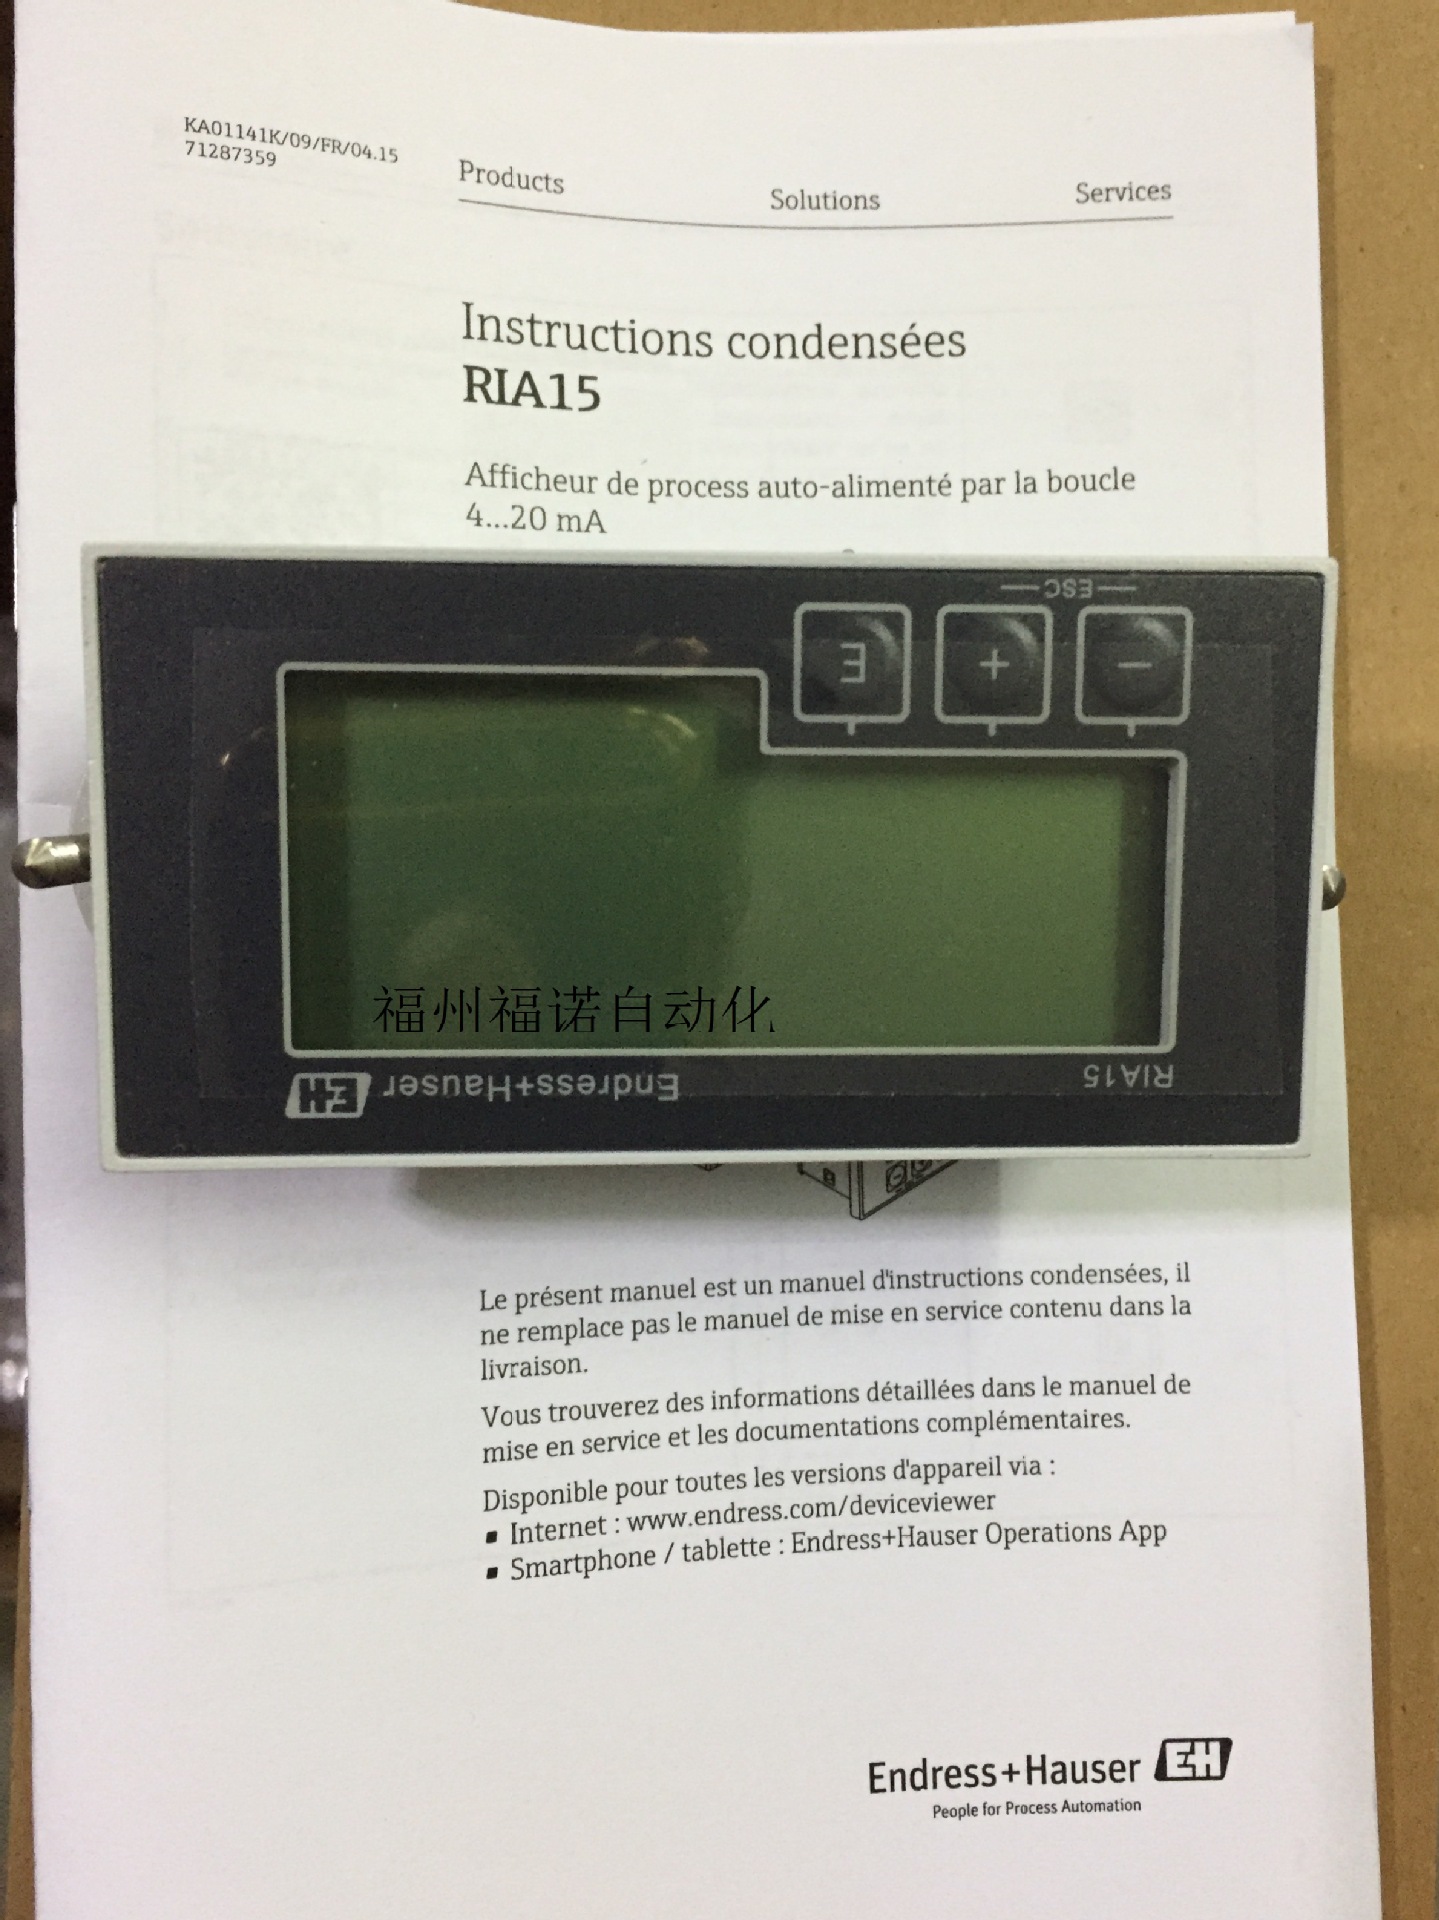 KA01141K/09/FR/04.15
71287359
Products Solutions Services
Instructions condensées
RIA15
Afficheur de process auto-alimenté par la boucle
4...20 mA
ESC
E + -
福州福诺自动化
EH Endress+Hauser
RIA15
Le présent manuel est un manuel d'instructions condensées, il
ne remplace pas le manuel de mise en service contenu dans la
livraison.
Vous trouverez des informations détaillées dans le manuel de
mise en service et les documentations complémentaires.
Disponible pour toutes les versions d'appareil via :
▪ Internet : www.endress.com/deviceviewer
▪ Smartphone / tablette : Endress+Hauser Operations App
Endress+Hauser EH
People for Process Automation